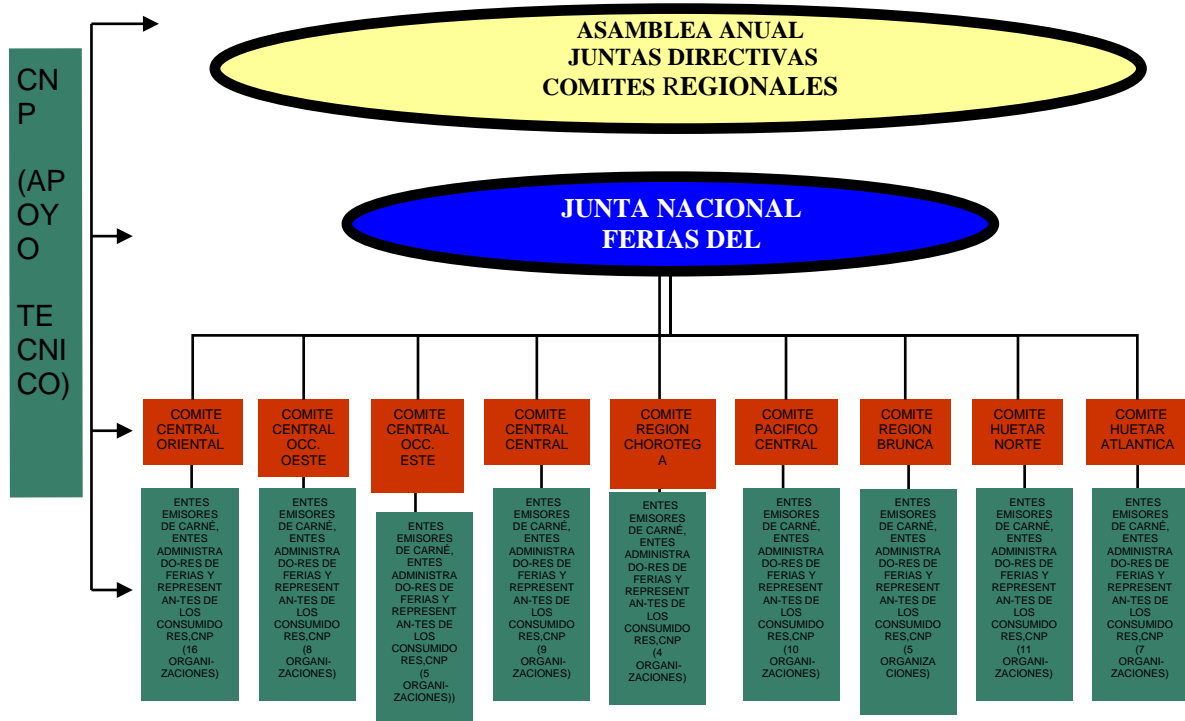 CN
P
(AP
OY
O
TE
CNI
CO)
ASAMBLEA ANUAL
JUNTAS DIRECTIVAS
COMITES REGIONALES
JUNTA NACIONAL
FERIAS DEL
COMITE
CENTRAL
ORIENTAL
COMITE
CENTRAL
OCC.
OESTE
COMITE
CENTRAL
OCC.
ESTE
COMITE
CENTRAL
CENTRAL
COMITE
REGION
CHOROTEG
A
COMITE
PACIFICO
CENTRAL
COMITE
REGION
BRUNCA
COMITE
HUETAR
NORTE
COMITE
HUETAR
ATLANTICA
ENTES
EMISORES
DE CARNÉ,
ENTES
ADMINISTRA
DO-RES DE
FERIAS Y
REPRESENT
AN-TES DE
LOS
CONSUMIDO
RES,CNP
(16
ORGANI-
ZACIONES)
ENTES
EMISORES
DE CARNÉ,
ENTES
ADMINISTRA
DO-RES DE
FERIAS Y
REPRESENT
AN-TES DE
LOS
CONSUMIDO
RES,CNP
(8
ORGANI-
ZACIONES)
ENTES
EMISORES
DE CARNÉ,
ENTES
ADMINISTRA
DO-RES DE
FERIAS Y
REPRESENT
AN-TES DE
LOS
CONSUMIDO
RES,CNP
(5
ORGANI-
ZACIONES))
ENTES
EMISORES
DE CARNÉ,
ENTES
ADMINISTRA
DO-RES DE
FERIAS Y
REPRESENT
AN-TES DE
LOS
CONSUMIDO
RES,CNP
(9
ORGANI-
ZACIONES)
ENTES
EMISORES
DE CARNÉ,
ENTES
ADMINISTRA
DO-RES DE
FERIAS Y
REPRESENT
AN-TES DE
LOS
CONSUMIDO
RES,CNP
(4
ORGANI-
ZACIONES)
ENTES
EMISORES
DE CARNÉ,
ENTES
ADMINISTRA
DO-RES DE
FERIAS Y
REPRESENT
AN-TES DE
LOS
CONSUMIDO
RES,CNP
(10
ORGANI-
ZACIONES)
ENTES
EMISORES
DE CARNÉ,
ENTES
ADMINISTRA
DO-RES DE
FERIAS Y
REPRESENT
AN-TES DE
LOS
CONSUMIDO
RES,CNP
(5
ORGANIZA
CIONES)
ENTES
EMISORES
DE CARNÉ,
ENTES
ADMINISTRA
DO-RES DE
FERIAS Y
REPRESENT
AN-TES DE
LOS
CONSUMIDO
RES,CNP
(11
ORGANI-
ZACIONES)
ENTES
EMISORES
DE CARNÉ,
ENTES
ADMINISTRA
DO-RES DE
FERIAS Y
REPRESENT
AN-TES DE
LOS
CONSUMIDO
RES,CNP
(7
ORGANI-
ZACIONES)